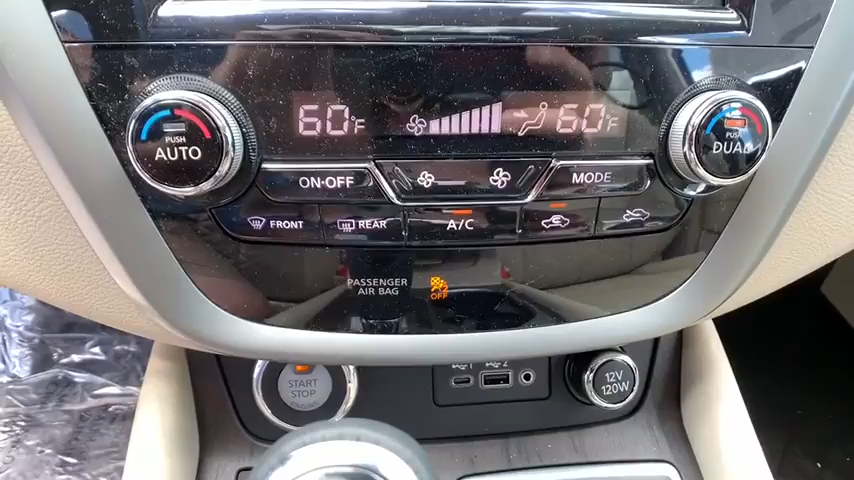 60°F 60°F
PUSH AUTO
PUSH DUAL
ON·OFF MODE
FRONT REAR A/C
PASSENGER
AIR BAG
OFF
START
STOP
ENGINE
12V
120W